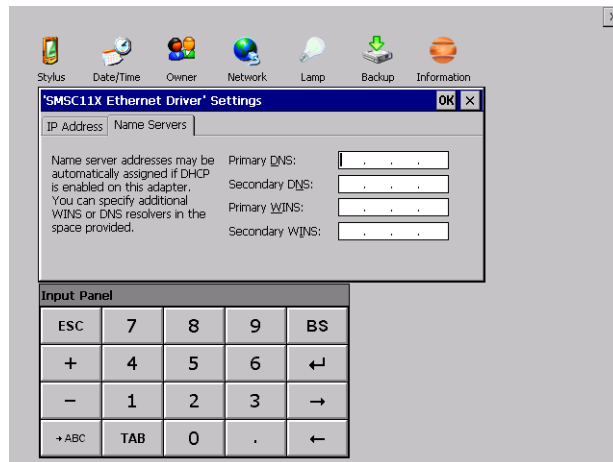 Stylus Date/Time Owner Network Lamp Backup Information
'SMSC11X Ethernet Driver' Settings OK ×
IP Address Name Servers
Name server addresses may be
automatically assigned if DHCP
is enabled on this adapter.
You can specify additional
WINS or DNS resolvers in the
space provided.
Primary DNS: . . .
Secondary DNS: . . .
Primary WINS: . . .
Secondary WINS: . . .
Input Panel
ESC 7 8 9 BS
+ 4 5 6 ↵
- 1 2 3 →
→ABC TAB 0 . ←